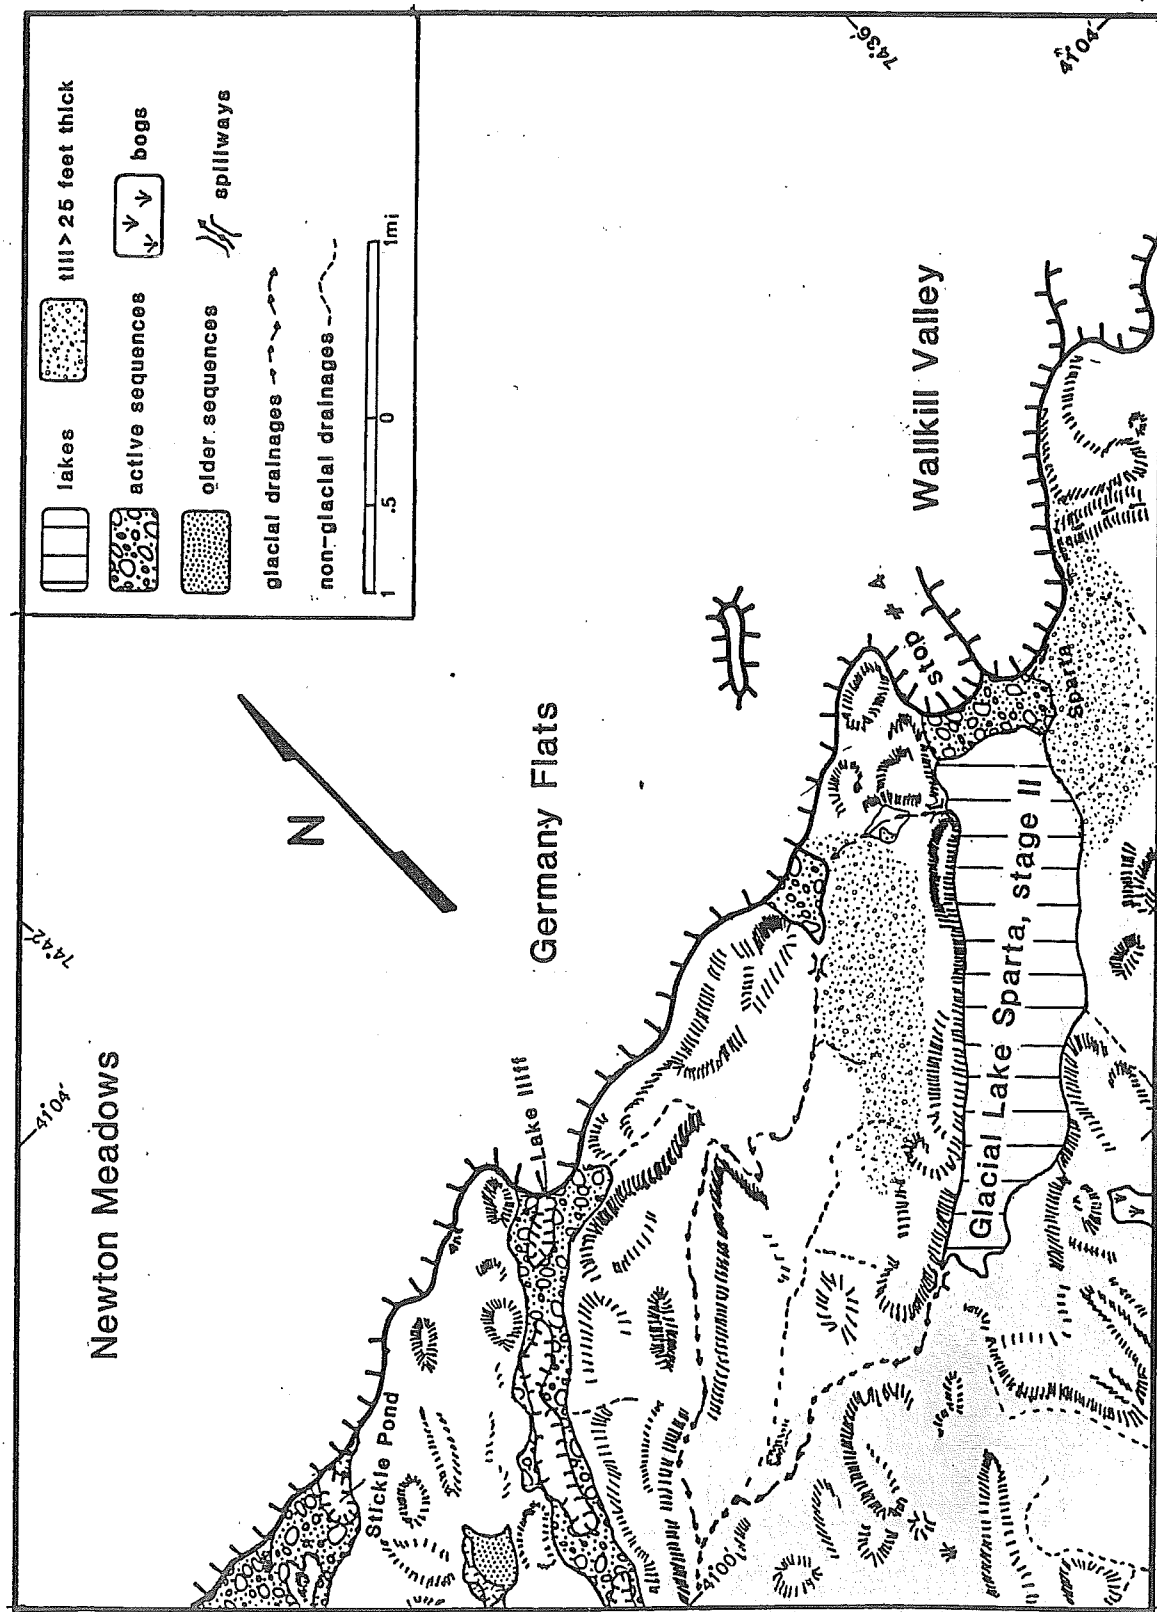 lakes
till > 25 feet thick
active sequences
bogs
older sequences
spillways
glacial drainages
non-glacial drainages
1 .5 0 1mi
74°42'
41°04'
74°36'
41°04'
N
Newton Meadows
Germany Flats
Wallkill Valley
Lake Iliff
Stickle Pond
stop
Sparta
Glacial Lake Sparta, stage II
41°00'